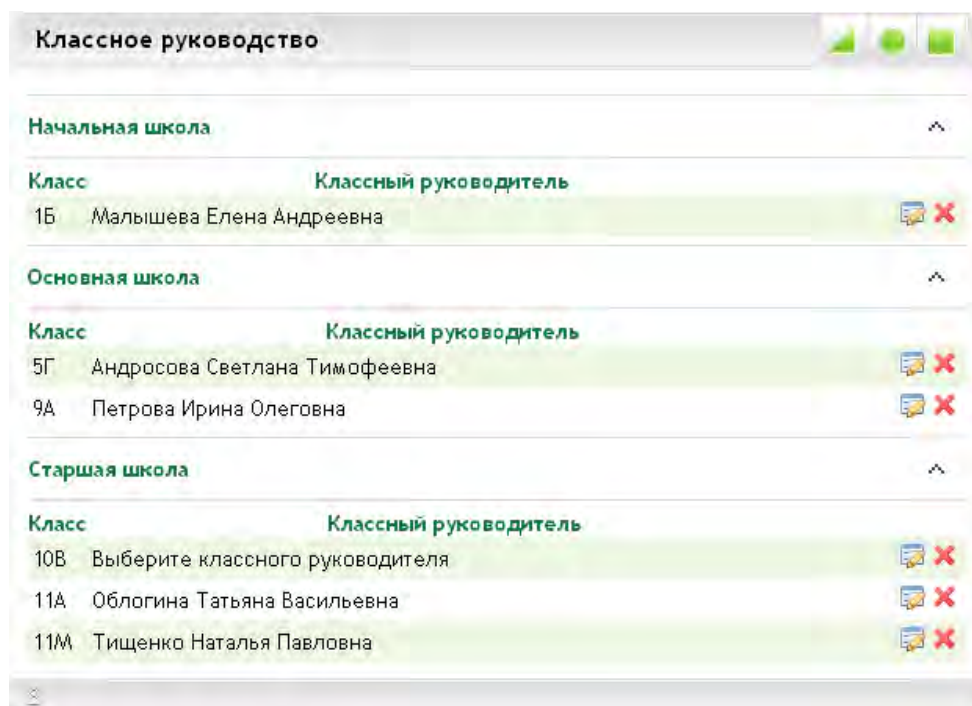 Классное руководство
Начальная школа
Класс Классный руководитель
1Б Малышева Елена Андреевна
Основная школа
Класс Классный руководитель
5Г Андросова Светлана Тимофеевна
9А Петрова Ирина Олеговна
Старшая школа
Класс Классный руководитель
10В Выберите классного руководителя
11А Облогина Татьяна Васильевна
11М Тищенко Наталья Павловна